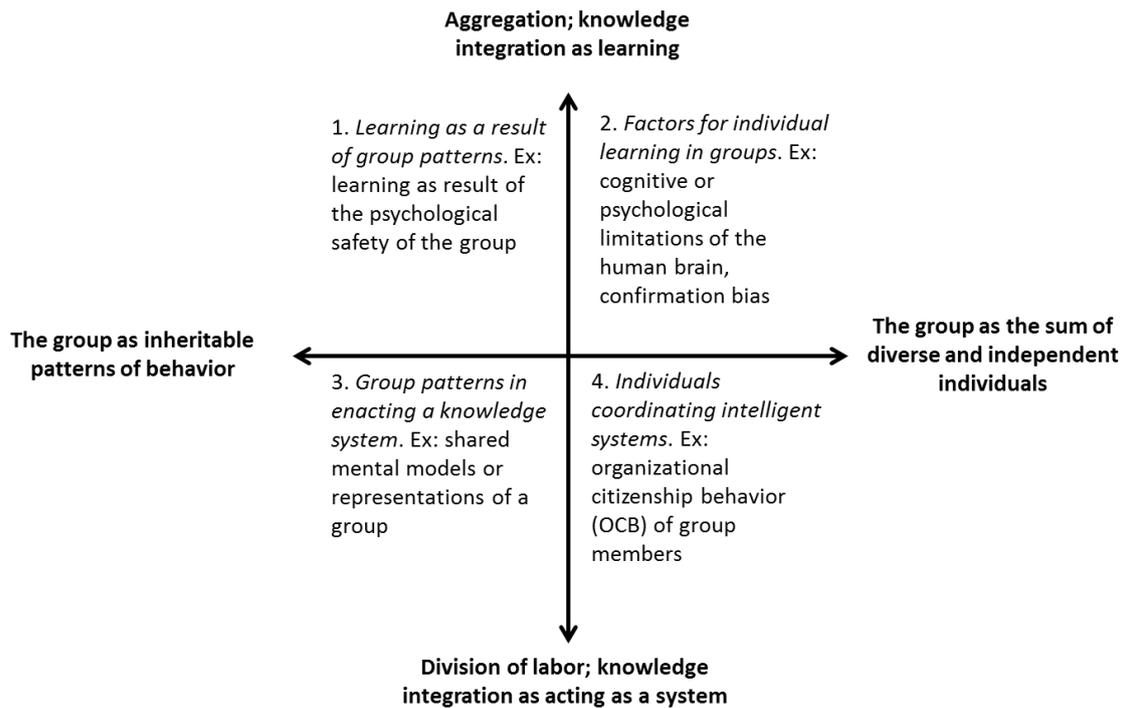 Aggregation; knowledge
integration as learning
1. Learning as a result
of group patterns. Ex:
learning as result of
the psychological
safety of the group
2. Factors for individual
learning in groups. Ex:
cognitive or
psychological
limitations of the
human brain,
confirmation bias
The group as inheritable
patterns of behavior
The group as the sum of
diverse and independent
individuals
3. Group patterns in
enacting a knowledge
system. Ex: shared
mental models or
representations of a
group
4. Individuals
coordinating intelligent
systems. Ex:
organizational
citizenship behavior
(OCB) of group
members
Division of labor; knowledge
integration as acting as a system